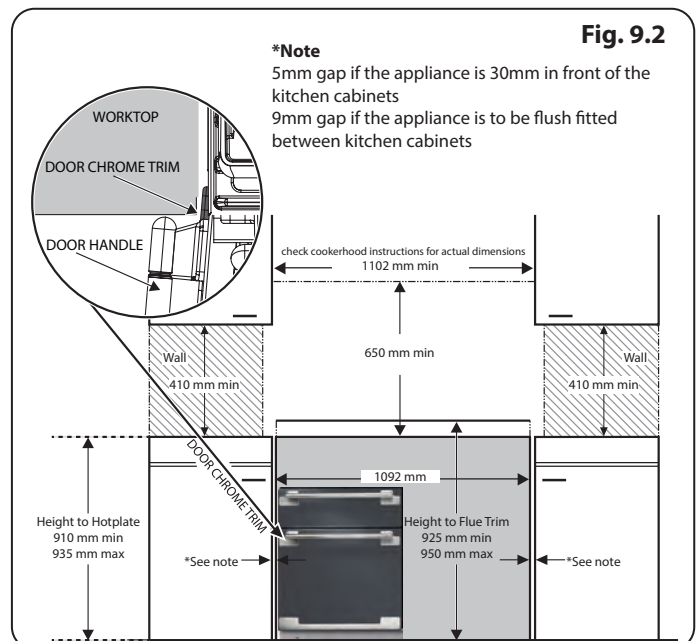 Fig. 9.2
*Note
5mm gap if the appliance is 30mm in front of the
kitchen cabinets
9mm gap if the appliance is to be flush fitted
between kitchen cabinets
WORKTOP
DOOR CHROME TRIM
DOOR HANDLE
check cookerhood instructions for actual dimensions
1102 mm min
650 mm min
Wall
410 mm min
Wall
410 mm min
DOOR CHROME TRIM
1092 mm
Height to Hotplate
910 mm min
935 mm max
Height to Flue Trim
925 mm min
950 mm max
*See note
*See note